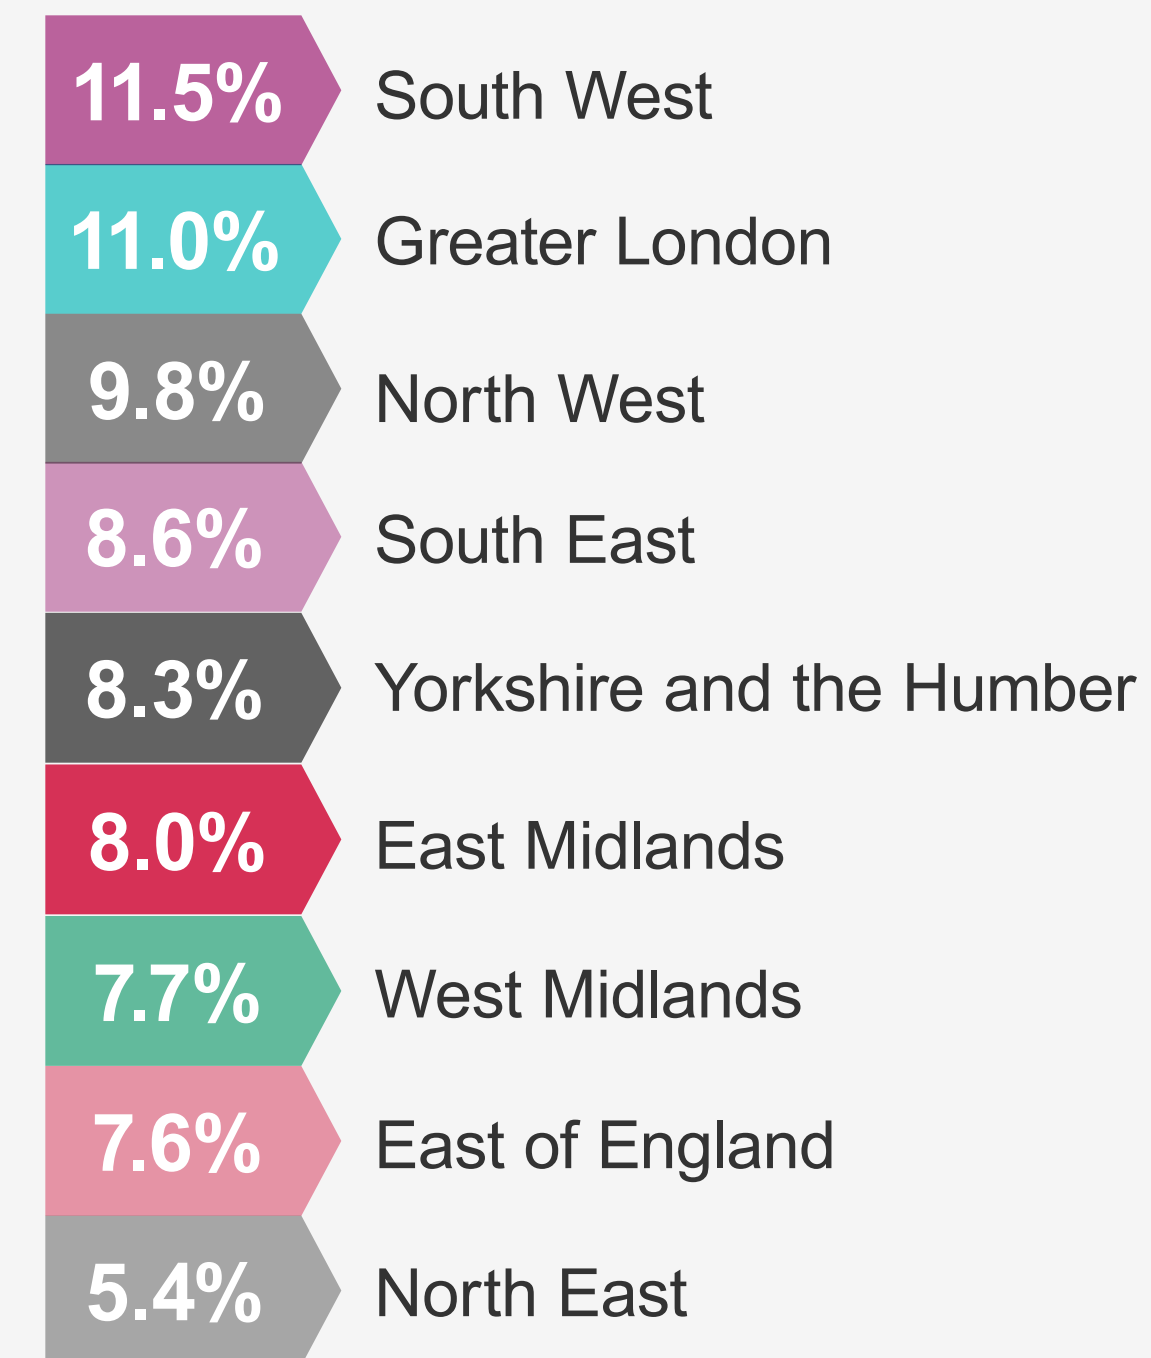 11.5% South West
11.0% Greater London
9.8% North West
8.6% South East
8.3% Yorkshire and the Humber
8.0% East Midlands
7.7% West Midlands
7.6% East of England
5.4% North East